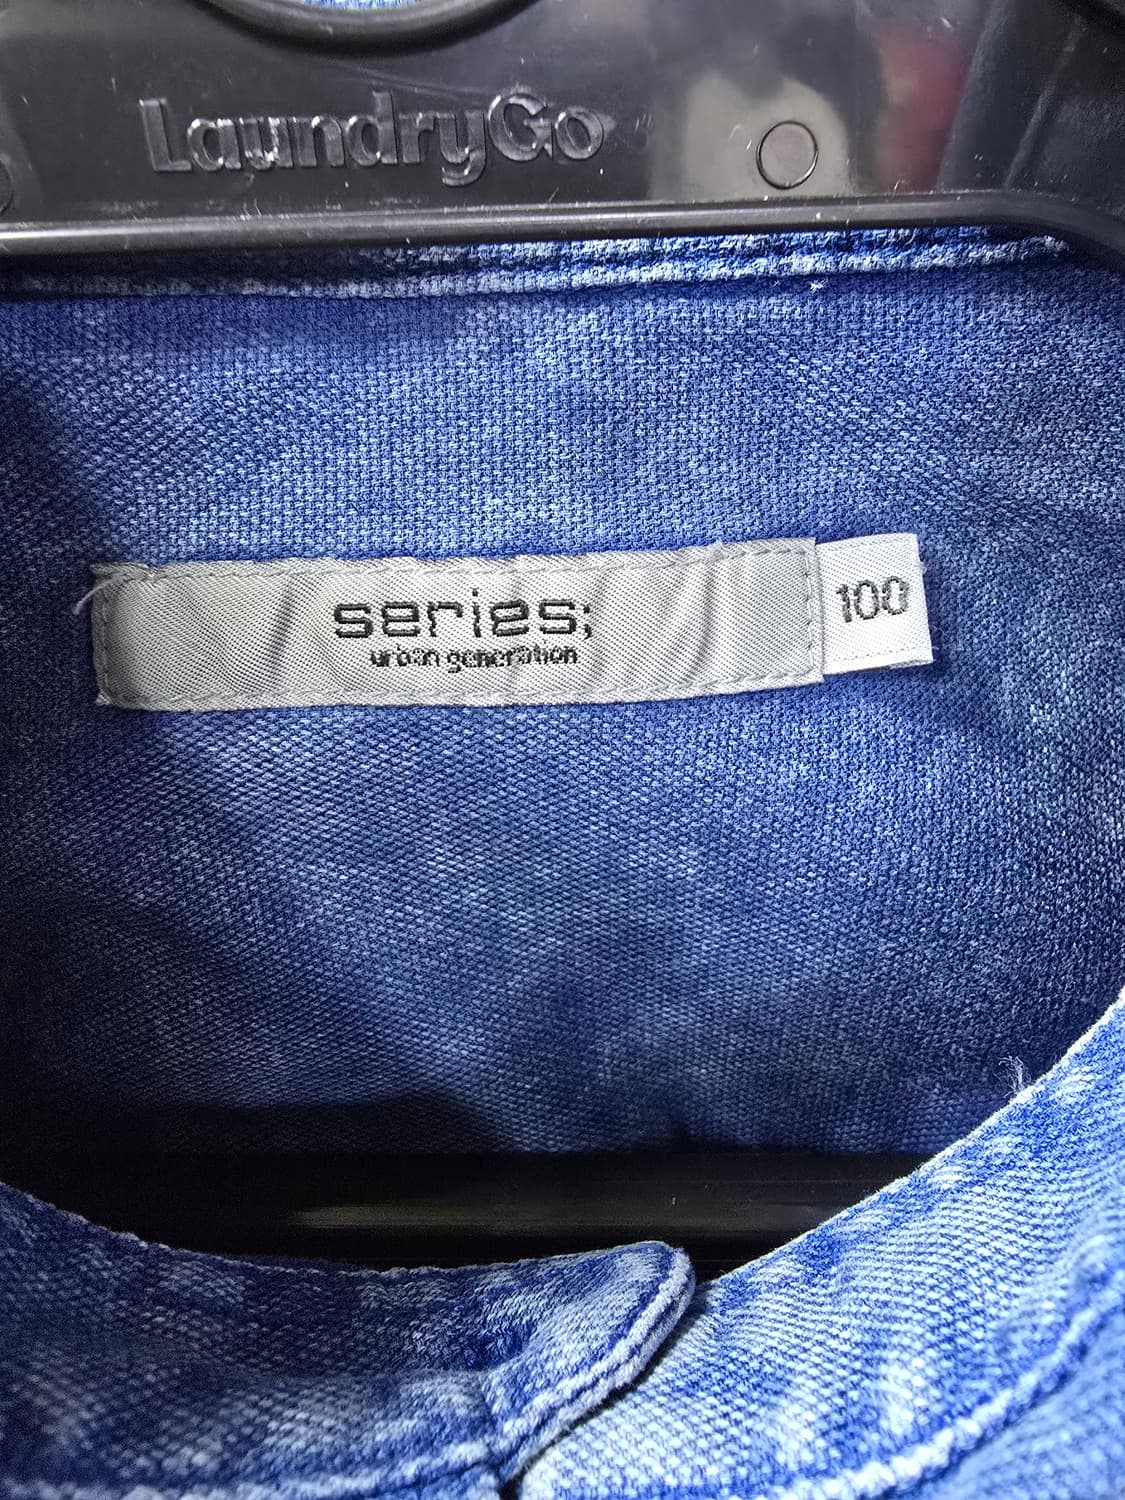 LaundryGo
series;
urban generation
100